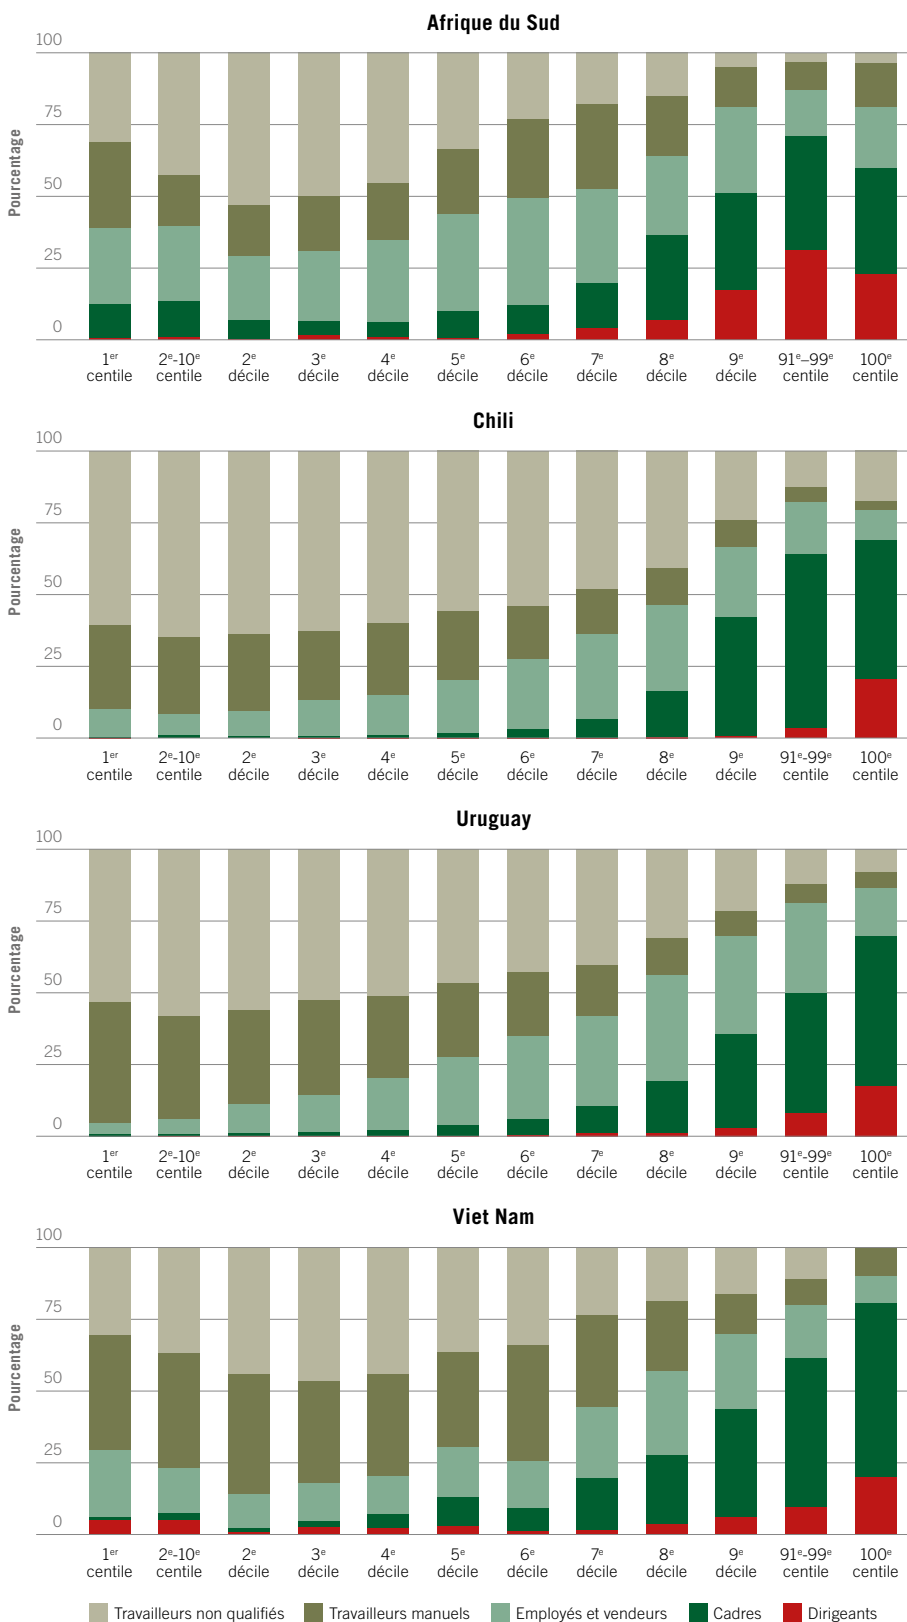 Afrique du Sud
100
75
50
25
0
Pourcentage
1er centile
2e-10e centile
2e décile
3e décile
4e décile
5e décile
6e décile
7e décile
8e décile
9e décile
91e–99e centile
100e centile
Chili
100
75
50
25
0
Pourcentage
1er centile
2e-10e centile
2e décile
3e décile
4e décile
5e décile
6e décile
7e décile
8e décile
9e décile
91e-99e centile
100e centile
Uruguay
100
75
50
25
0
Pourcentage
1er centile
2e-10e centile
2e décile
3e décile
4e décile
5e décile
6e décile
7e décile
8e décile
9e décile
91e-99e centile
100e centile
Viet Nam
100
75
50
25
0
Pourcentage
1er centile
2e-10e centile
2e décile
3e décile
4e décile
5e décile
6e décile
7e décile
8e décile
9e décile
91e-99e centile
100e centile
Travailleurs non qualifiés Travailleurs manuels Employés et vendeurs Cadres Dirigeants